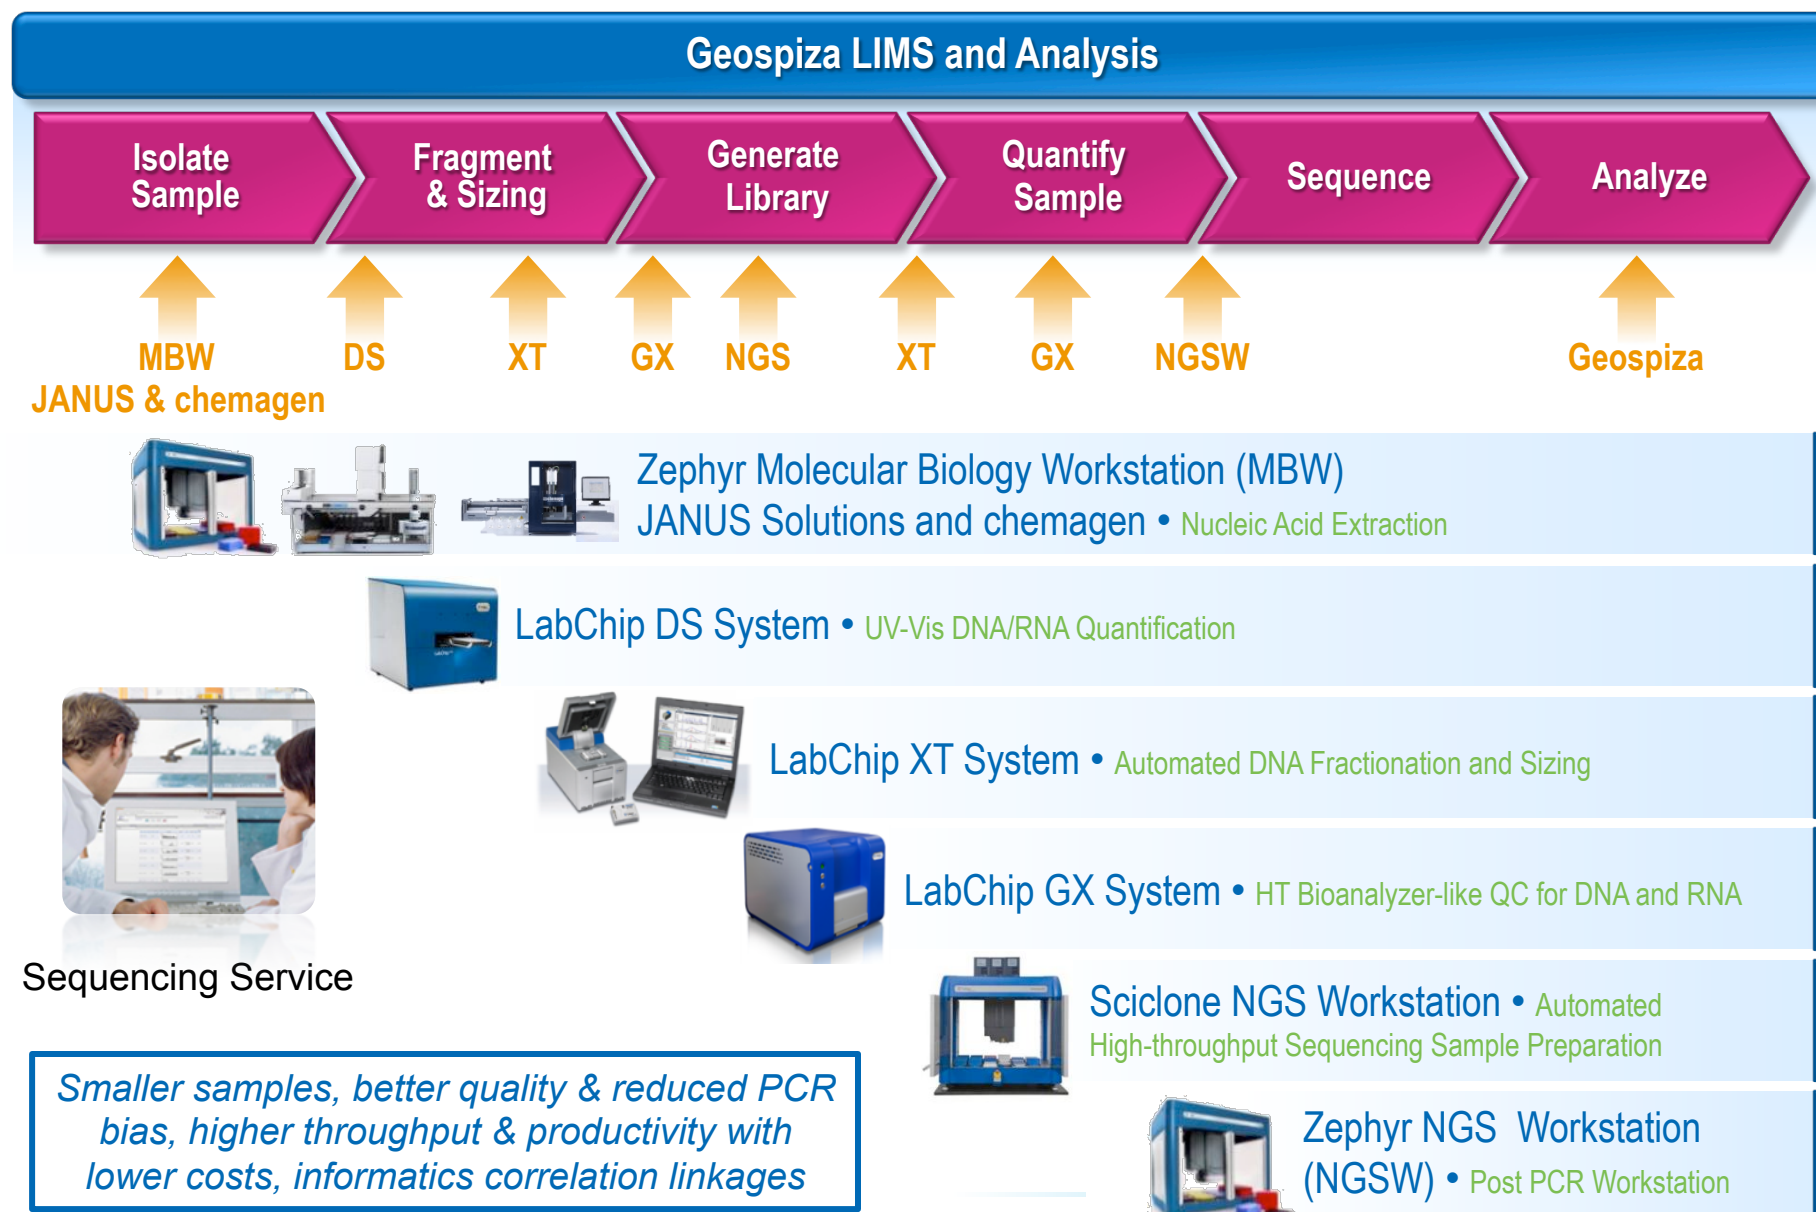 Geospiza LIMS and Analysis
Isolate
Sample
Fragment
& Sizing
Generate
Library
Quantify
Sample
Sequence
Analyze
MBW
JANUS & chemagen
DS
XT
GX
NGS
XT
GX
NGSW
Geospiza
Zephyr Molecular Biology Workstation (MBW)
JANUS Solutions and chemagen • Nucleic Acid Extraction
LabChip DS System • UV-Vis DNA/RNA Quantification
LabChip XT System • Automated DNA Fractionation and Sizing
LabChip GX System • HT Bioanalyzer-like QC for DNA and RNA
Sequencing Service
Sciclone NGS Workstation • Automated
High-throughput Sequencing Sample Preparation
Smaller samples, better quality & reduced PCR
bias, higher throughput & productivity with
lower costs, informatics correlation linkages
Zephyr NGS Workstation
(NGSW) • Post PCR Workstation